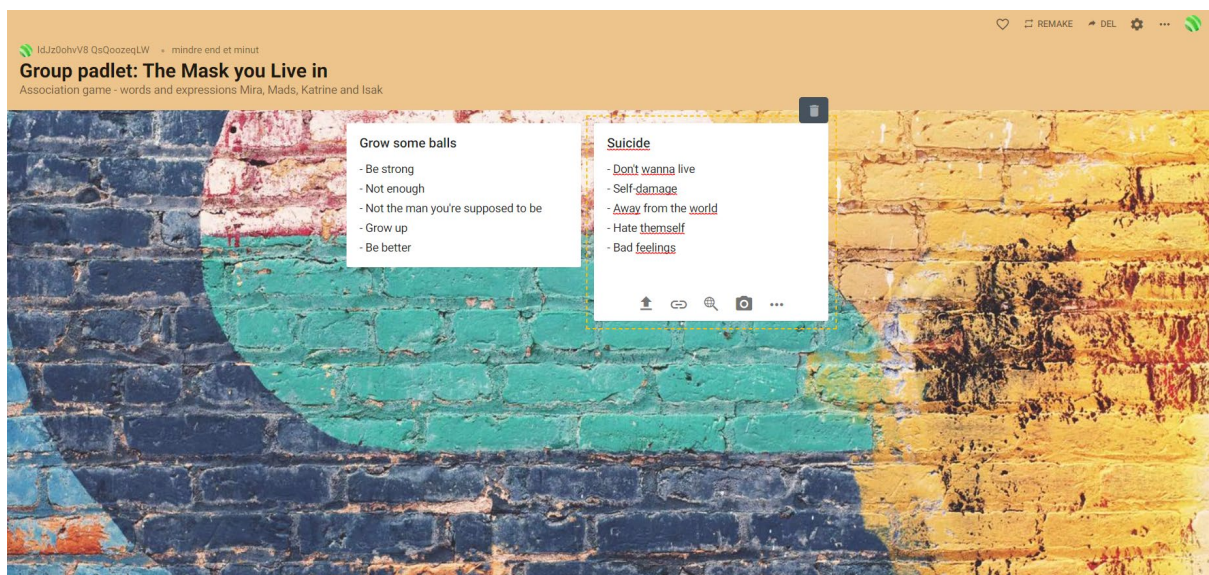 REMAKE
DEL
IdJz0ohvV8 QsQoozeqLW • mindre end et minut
Group padlet: The Mask you Live in
Association game - words and expressions Mira, Mads, Katrine and Isak
Grow some balls
- Be strong
- Not enough
- Not the man you're supposed to be
- Grow up
- Be better
Suicide
- Don't wanna live
- Self-damage
- Away from the world
- Hate themself
- Bad feelings